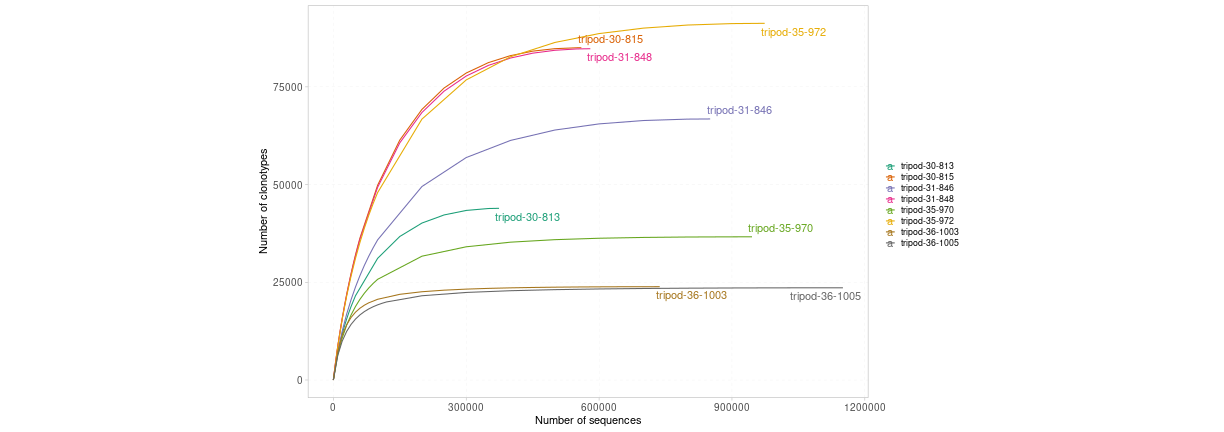 tripod-35-972
tripod-30-815
tripod-31-848
75000
tripod-31-846
Number of clonotypes
50000
tripod-30-813
tripod-35-970
25000
tripod-36-1003
tripod-36-1005
0
0
300000
600000
900000
1200000
Number of sequences
a tripod-30-813
a tripod-30-815
a tripod-31-846
a tripod-31-848
a tripod-35-970
a tripod-35-972
a tripod-36-1003
a tripod-36-1005